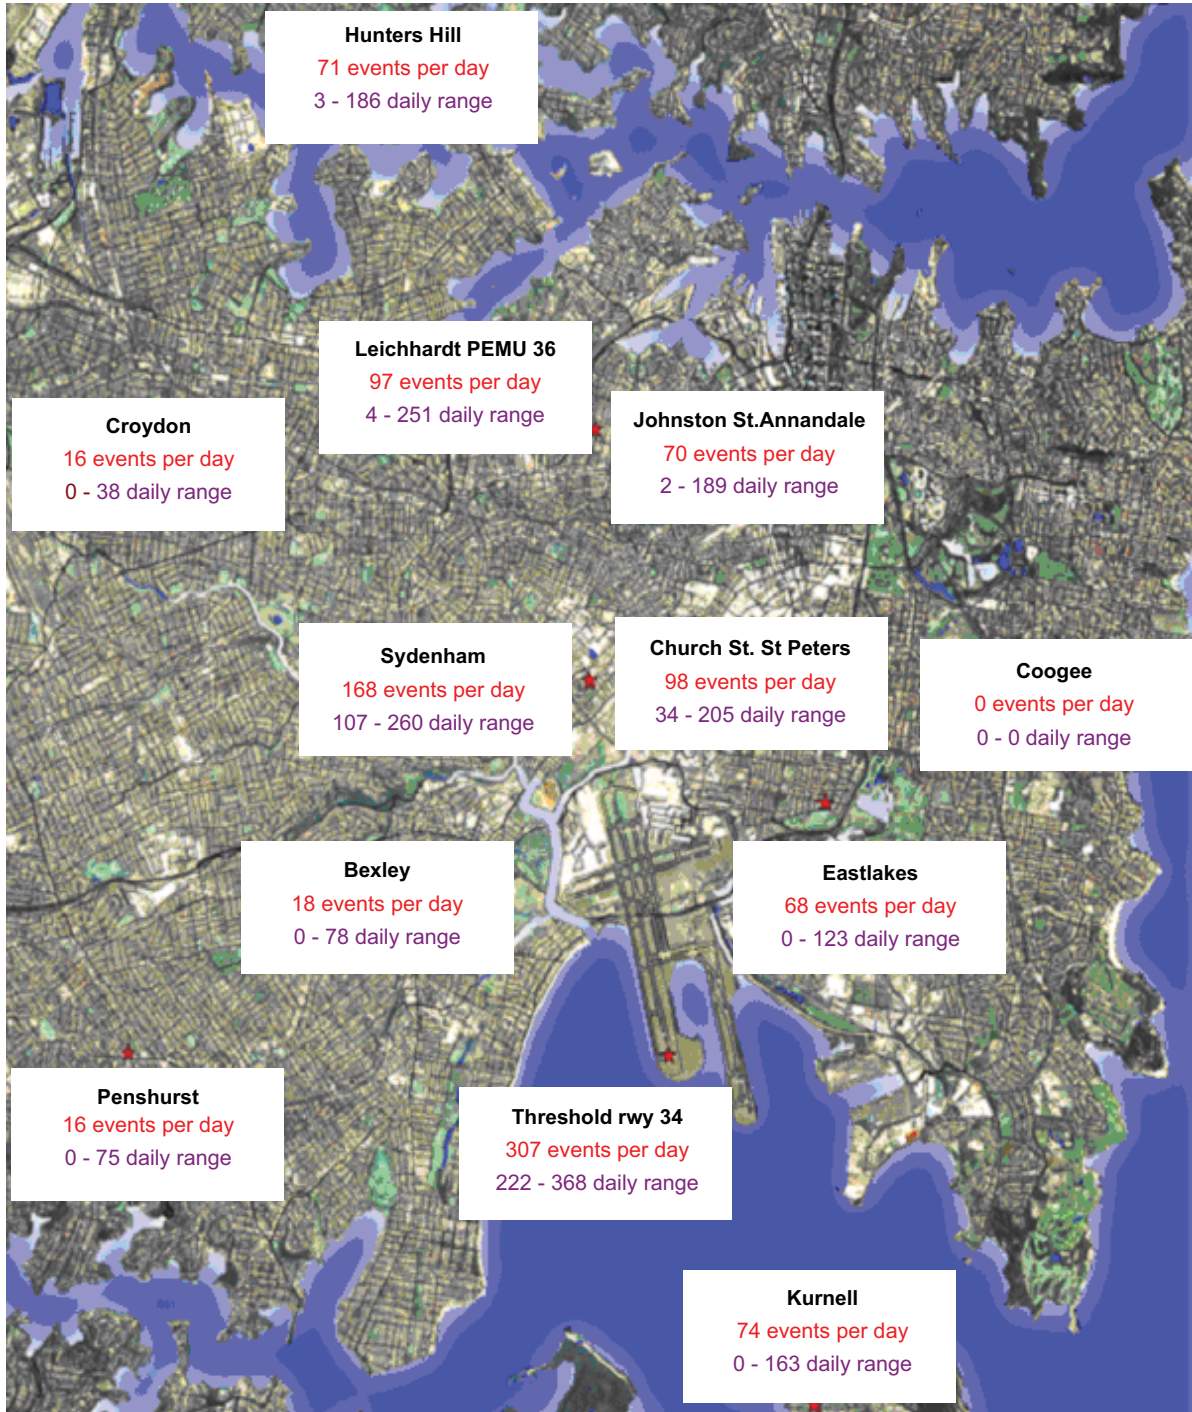 Hunters Hill
71 events per day
3 - 186 daily range
Leichhardt PEMU 36
97 events per day
4 - 251 daily range
Johnston St.Annandale
70 events per day
2 - 189 daily range
Croydon
16 events per day
0 - 38 daily range
Sydenham
168 events per day
107 - 260 daily range
Church St. St Peters
98 events per day
34 - 205 daily range
Coogee
0 events per day
0 - 0 daily range
Bexley
18 events per day
0 - 78 daily range
Eastlakes
68 events per day
0 - 123 daily range
Penshurst
16 events per day
0 - 75 daily range
Threshold rwy 34
307 events per day
222 - 368 daily range
Kurnell
74 events per day
0 - 163 daily range